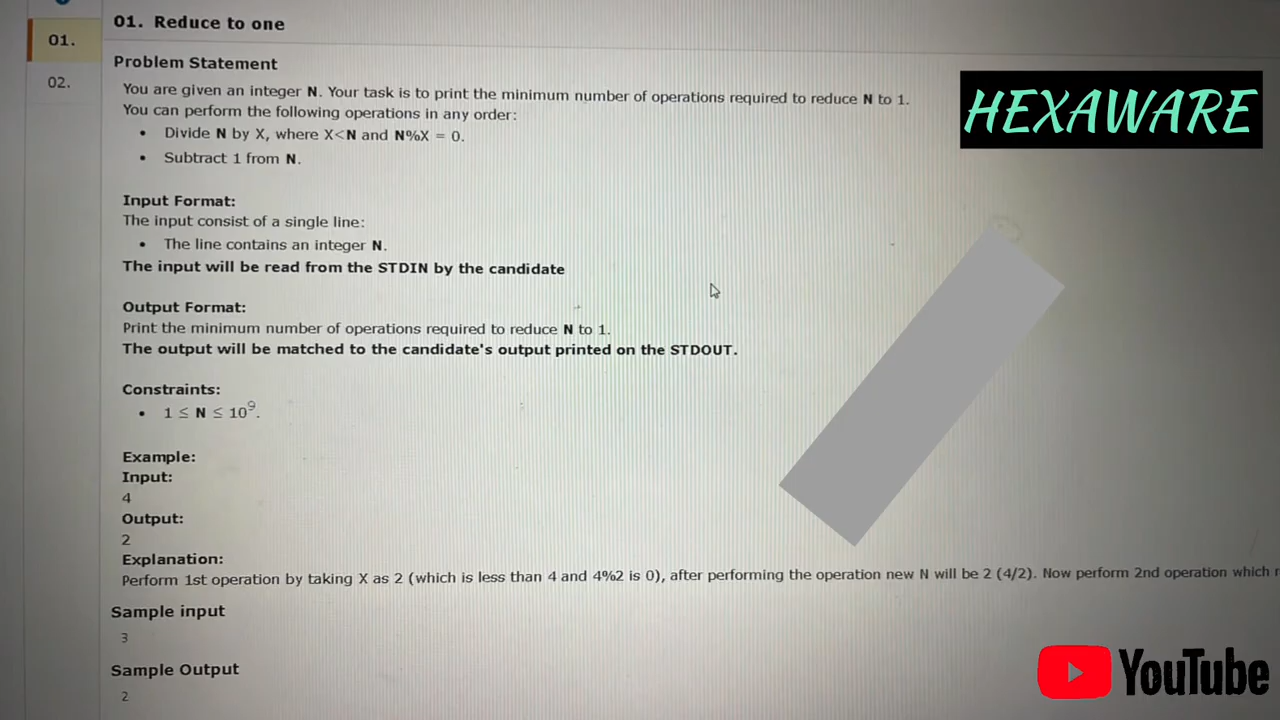 01. Reduce to one
01.
02.
Problem Statement
You are given an integer N. Your task is to print the minimum number of operations required to reduce N to 1.
You can perform the following operations in any order:
• Divide N by X, where X<N and N%X = 0.
• Subtract 1 from N.
HEXAWARE
Input Format:
The input consist of a single line:
• The line contains an integer N.
The input will be read from the STDIN by the candidate
Output Format:
Print the minimum number of operations required to reduce N to 1.
The output will be matched to the candidate's output printed on the STDOUT.
Constraints:
• 1 ≤ N ≤ 10⁹.
Example:
Input:
4
Output:
2
Explanation:
Perform 1st operation by taking X as 2 (which is less than 4 and 4%2 is 0), after performing the operation new N will be 2 (4/2). Now perform 2nd operation which
Sample input
3
Sample Output
2
YouTube